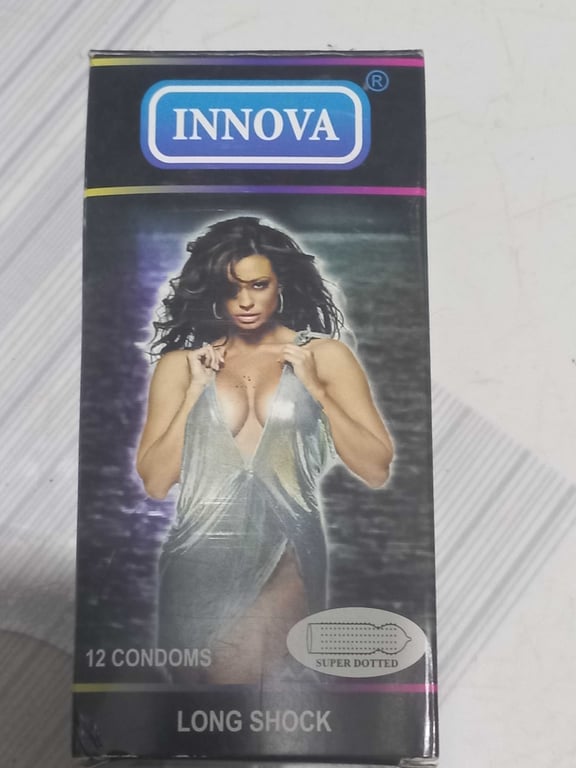 INNOVA ®
12 CONDOMS
SUPER DOTTED
LONG SHOCK